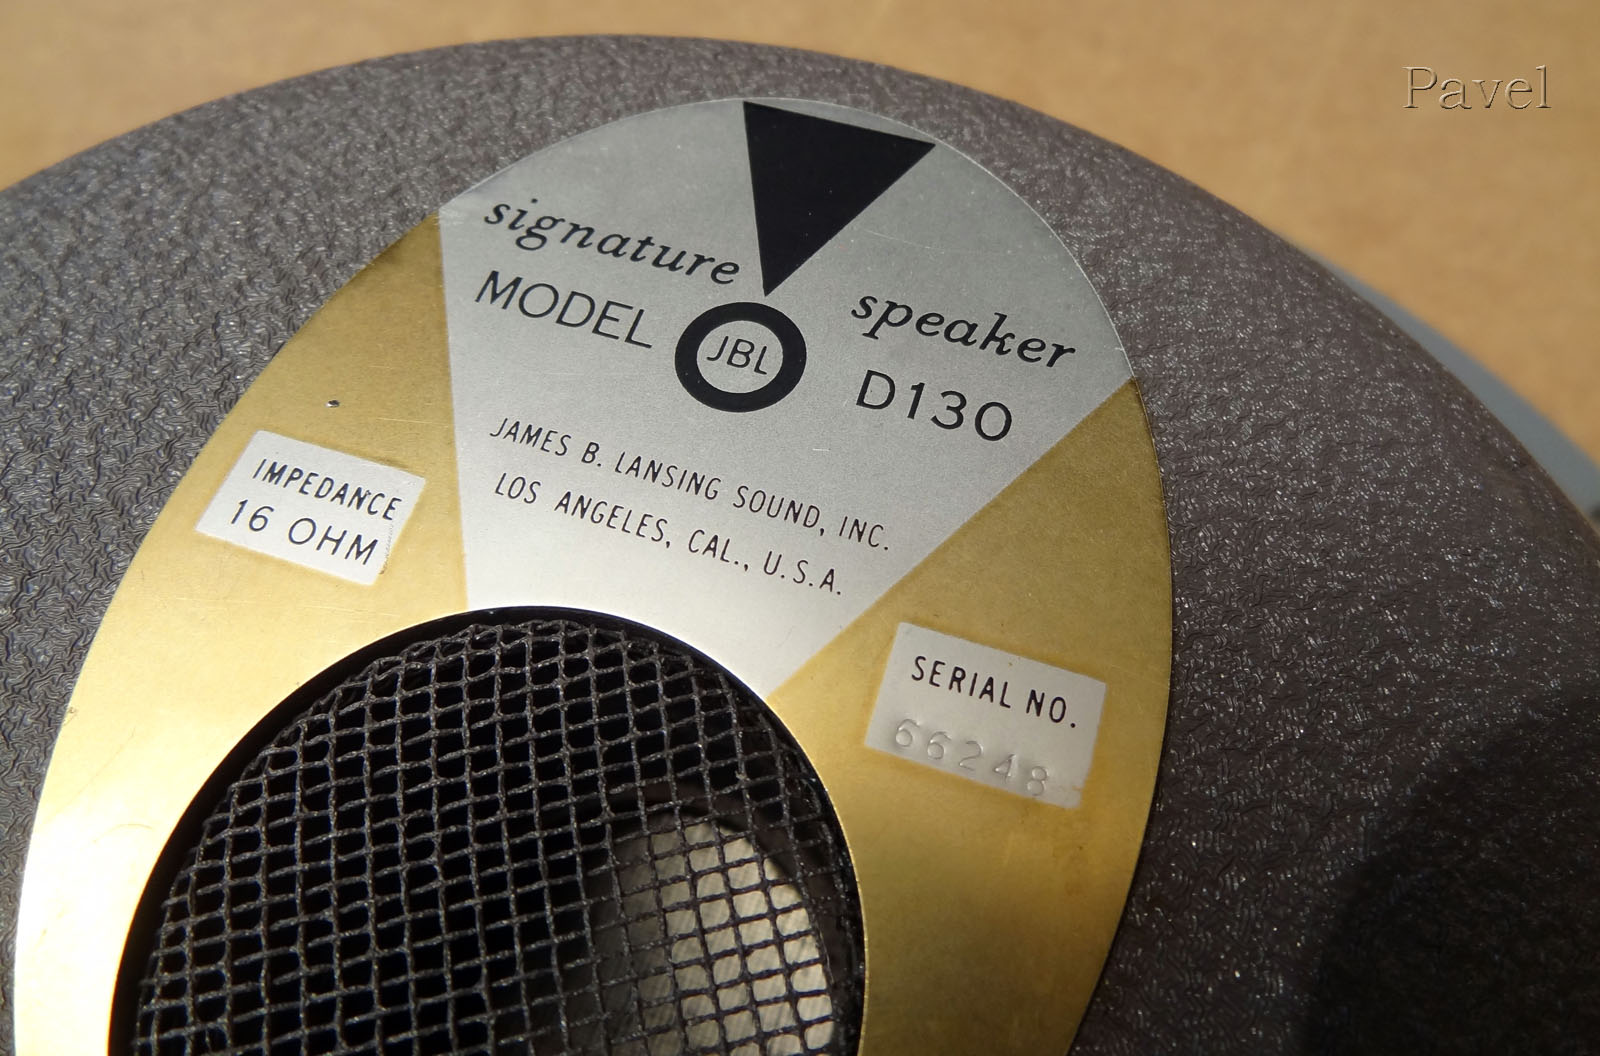 Pavel
signature speaker
MODEL JBL D130
JAMES B. LANSING SOUND, INC.
LOS ANGELES, CAL., U.S.A.
IMPEDANCE
16 OHM
SERIAL NO.
66248